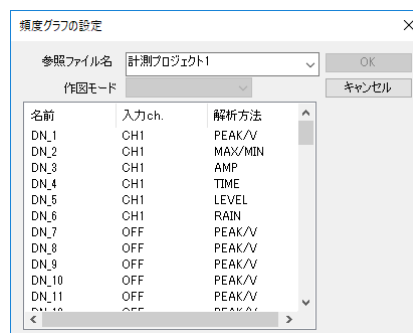 頻度グラフの設定
参照ファイル名 計測プロジェクト1 OK
作図モード キャンセル
名前 入力ch. 解析方法
DN_1 CH1 PEAK/V
DN_2 CH1 MAX/MIN
DN_3 CH1 AMP
DN_4 CH1 TIME
DN_5 CH1 LEVEL
DN_6 CH1 RAIN
DN_7 OFF PEAK/V
DN_8 OFF PEAK/V
DN_9 OFF PEAK/V
DN_10 OFF PEAK/V
DN_11 OFF PEAK/V